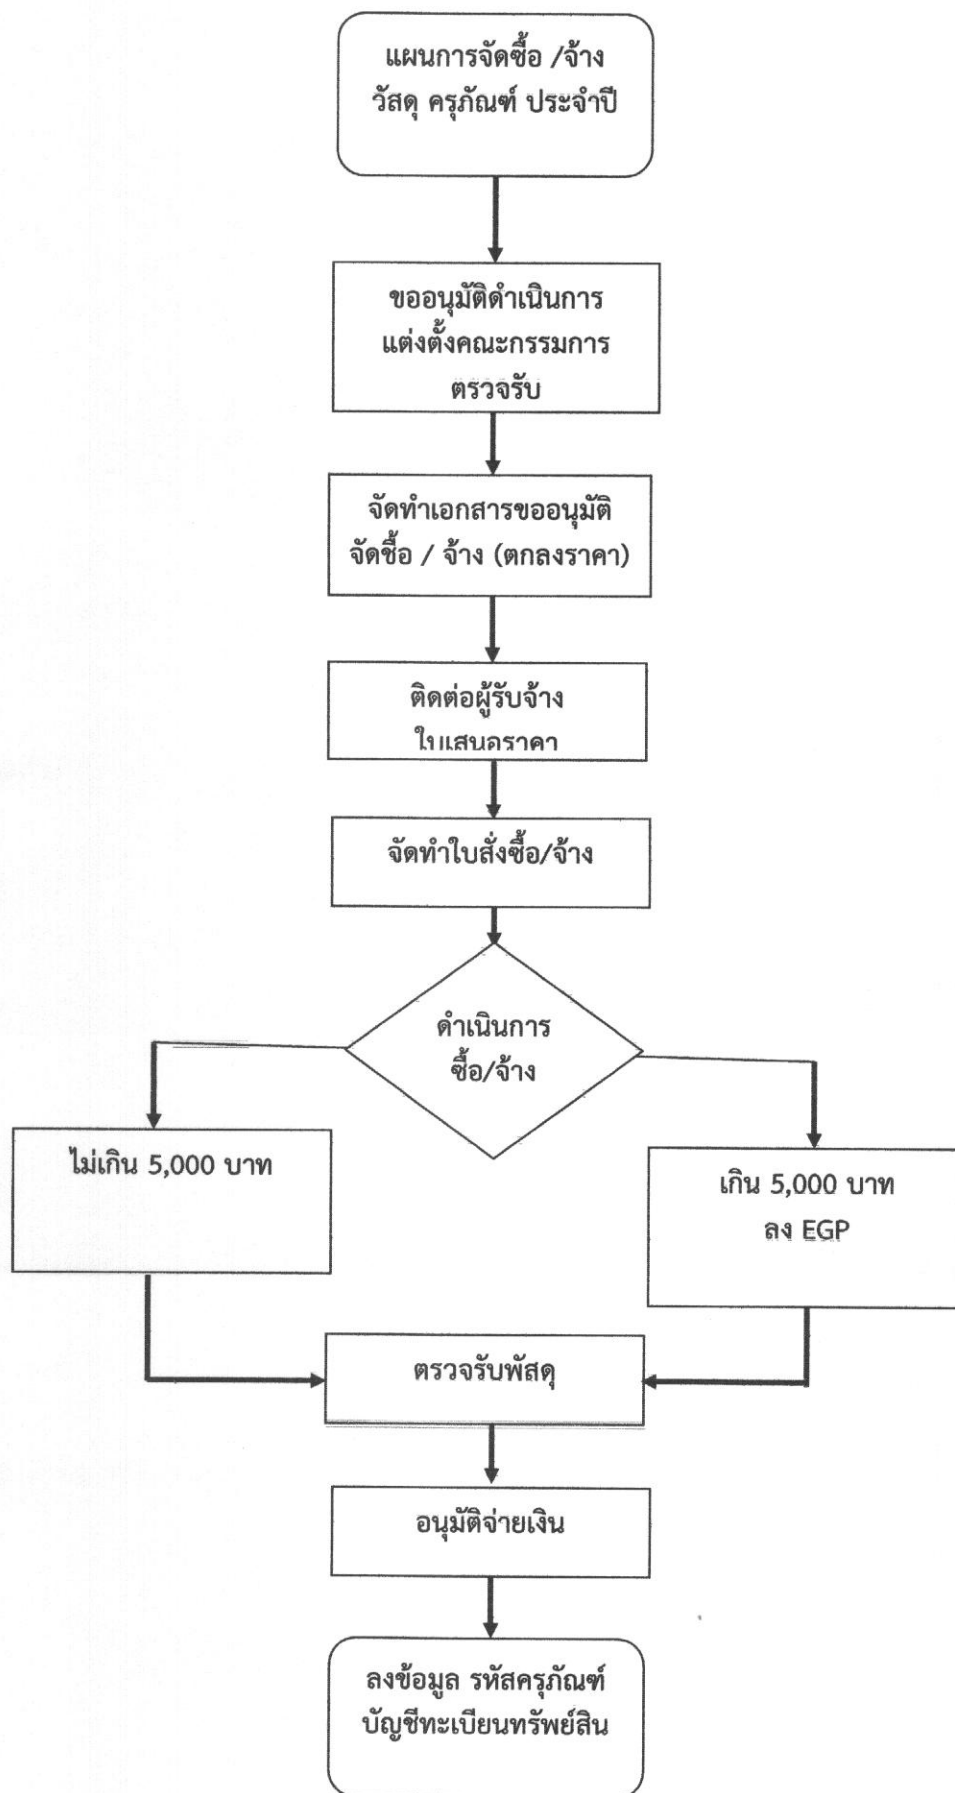 แผนการจัดซื้อ /จ้าง
วัสดุ ครุภัณฑ์ ประจำปี
ขออนุมัติดำเนินการ
แต่งตั้งคณะกรรมการ
ตรวจรับ
จัดทำเอกสารขออนุมัติ
จัดซื้อ / จ้าง (ตกลงราคา)
ติดต่อผู้รับจ้าง
ใบเสนอราคา
จัดทำใบสั่งซื้อ/จ้าง
ดำเนินการ
ซื้อ/จ้าง
ไม่เกิน 5,000 บาท
เกิน 5,000 บาท
ลง EGP
ตรวจรับพัสดุ
อนุมัติจ่ายเงิน
ลงข้อมูล รหัสครุภัณฑ์
บัญชีทะเบียนทรัพย์สิน